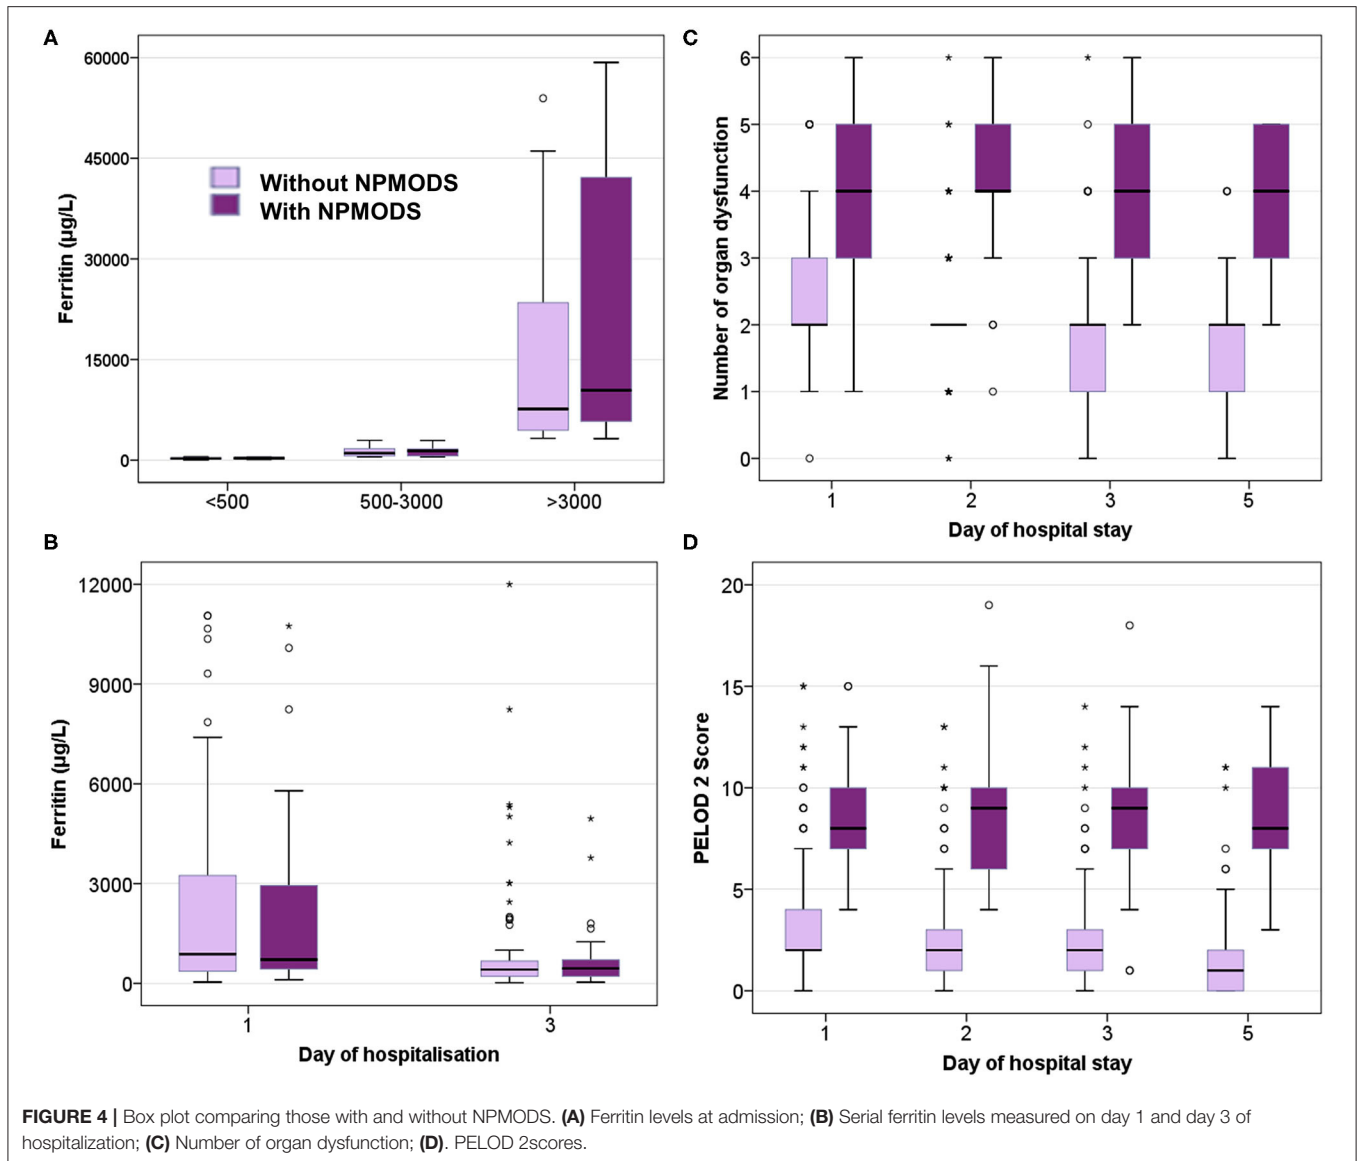 A
60000
45000
30000
15000
0
Ferritin (µg/L)
Without NPMODS
With NPMODS
<500
500-3000
>3000
B
12000
9000
6000
3000
0
Ferritin (µg/L)
1
3
Day of hospitalisation
C
6
5
4
3
2
1
0
Number of organ dysfunction
1
2
3
5
Day of hospital stay
D
20
15
10
5
0
PELOD 2 Score
1
2
3
5
Day of hospital stay
FIGURE 4 | Box plot comparing those with and without NPMODS. (A) Ferritin levels at admission; (B) Serial ferritin levels measured on day 1 and day 3 of
hospitalization; (C) Number of organ dysfunction; (D). PELOD 2scores.